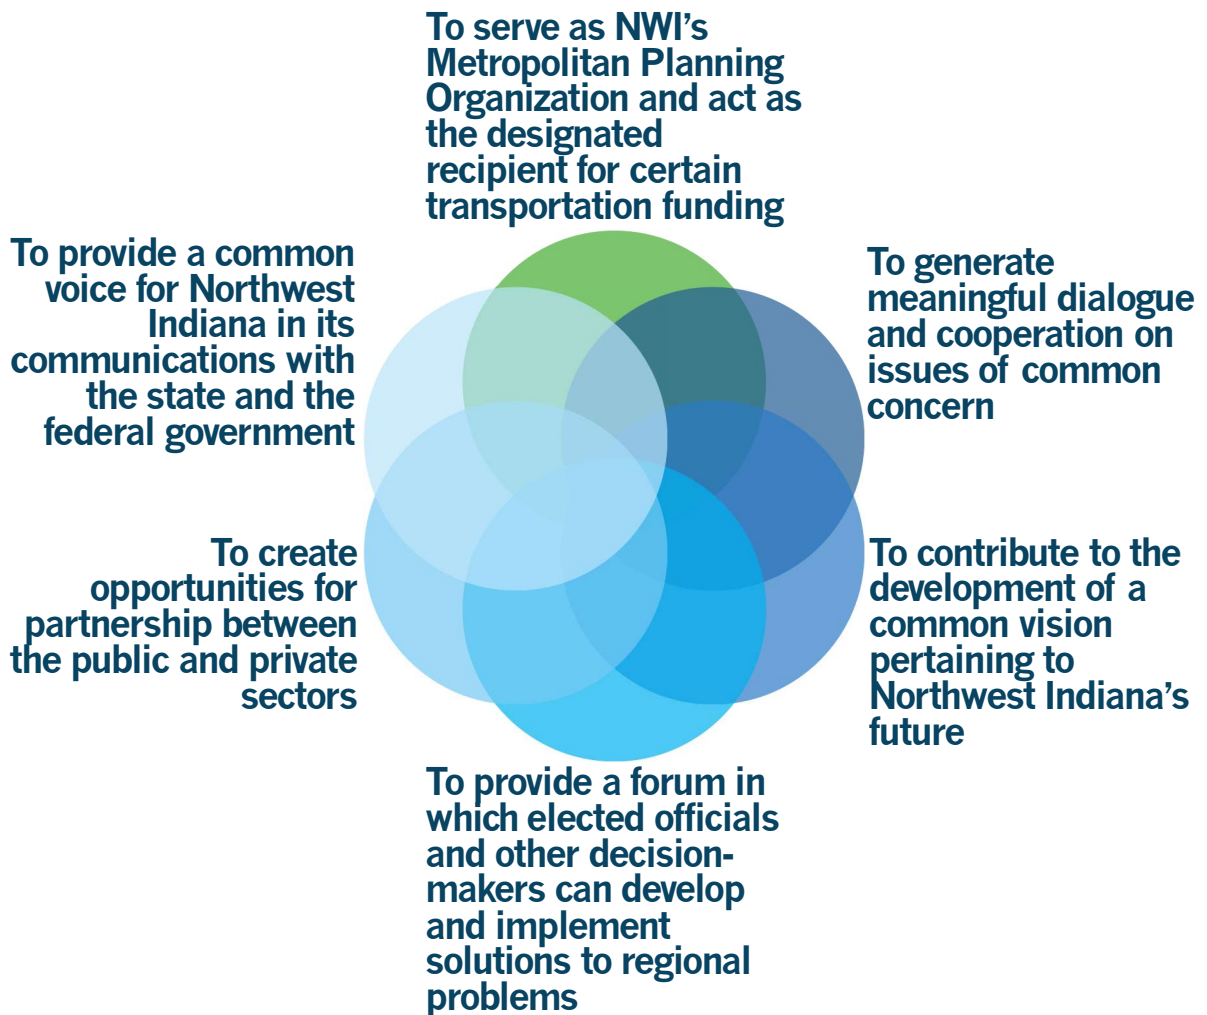 To serve as NWI’s
Metropolitan Planning
Organization and act as
the designated
recipient for certain
transportation funding
To generate
meaningful dialogue
and cooperation on
issues of common
concern
To contribute to the
development of a
common vision
pertaining to
Northwest Indiana’s
future
To provide a forum in
which elected officials
and other decision-
makers can develop
and implement
solutions to regional
problems
To create
opportunities for
partnership between
the public and private
sectors
To provide a common
voice for Northwest
Indiana in its
communications with
the state and the
federal government